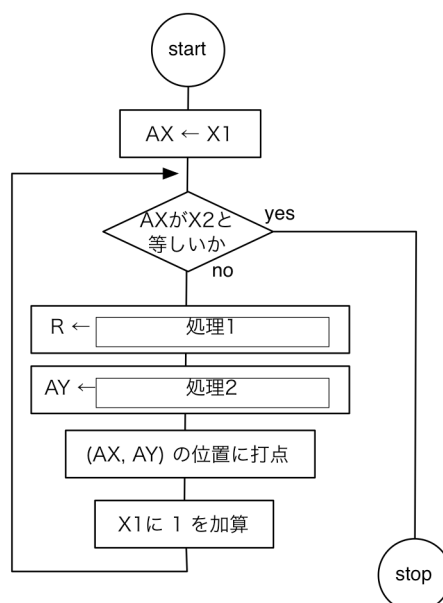 start
AX ← X1
AXがX2と
等しいか
yes
no
R ← 処理1
AY← 処理2
(AX, AY) の位置に打点
X1に 1 を加算
stop